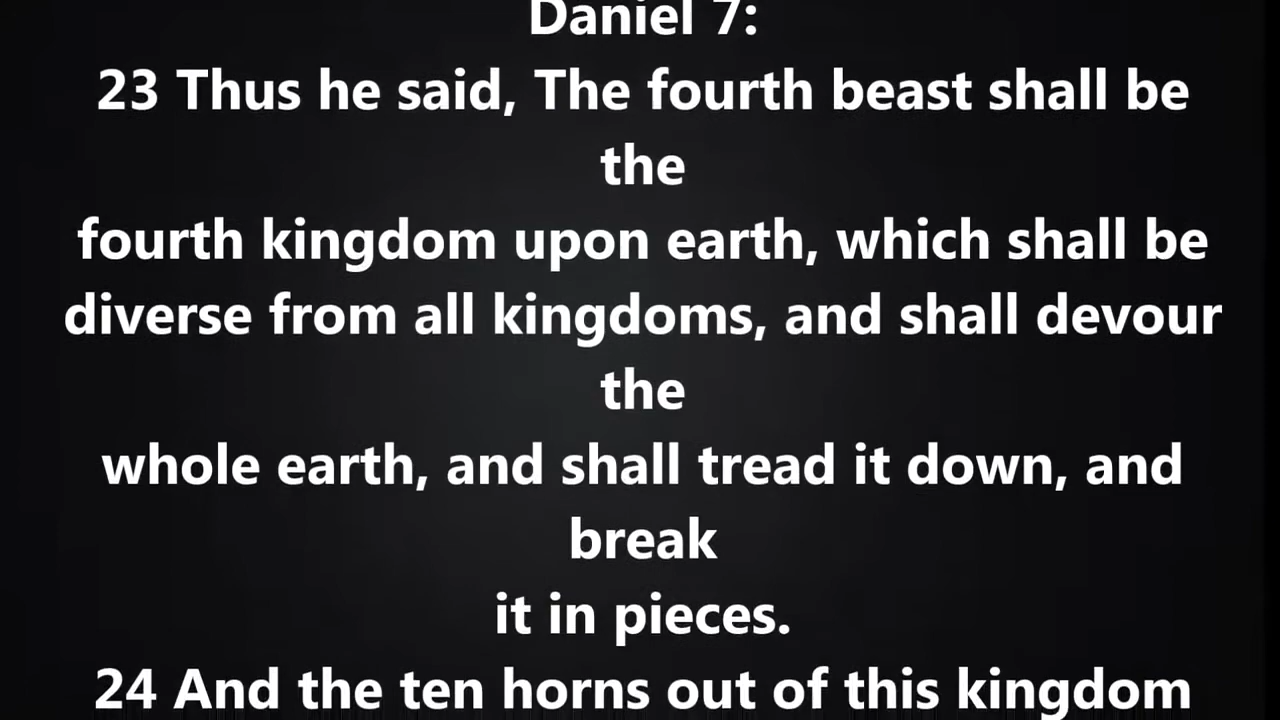 Daniel 7:
23 Thus he said, The fourth beast shall be
the
fourth kingdom upon earth, which shall be
diverse from all kingdoms, and shall devour
the
whole earth, and shall tread it down, and
break
it in pieces.
24 And the ten horns out of this kingdom